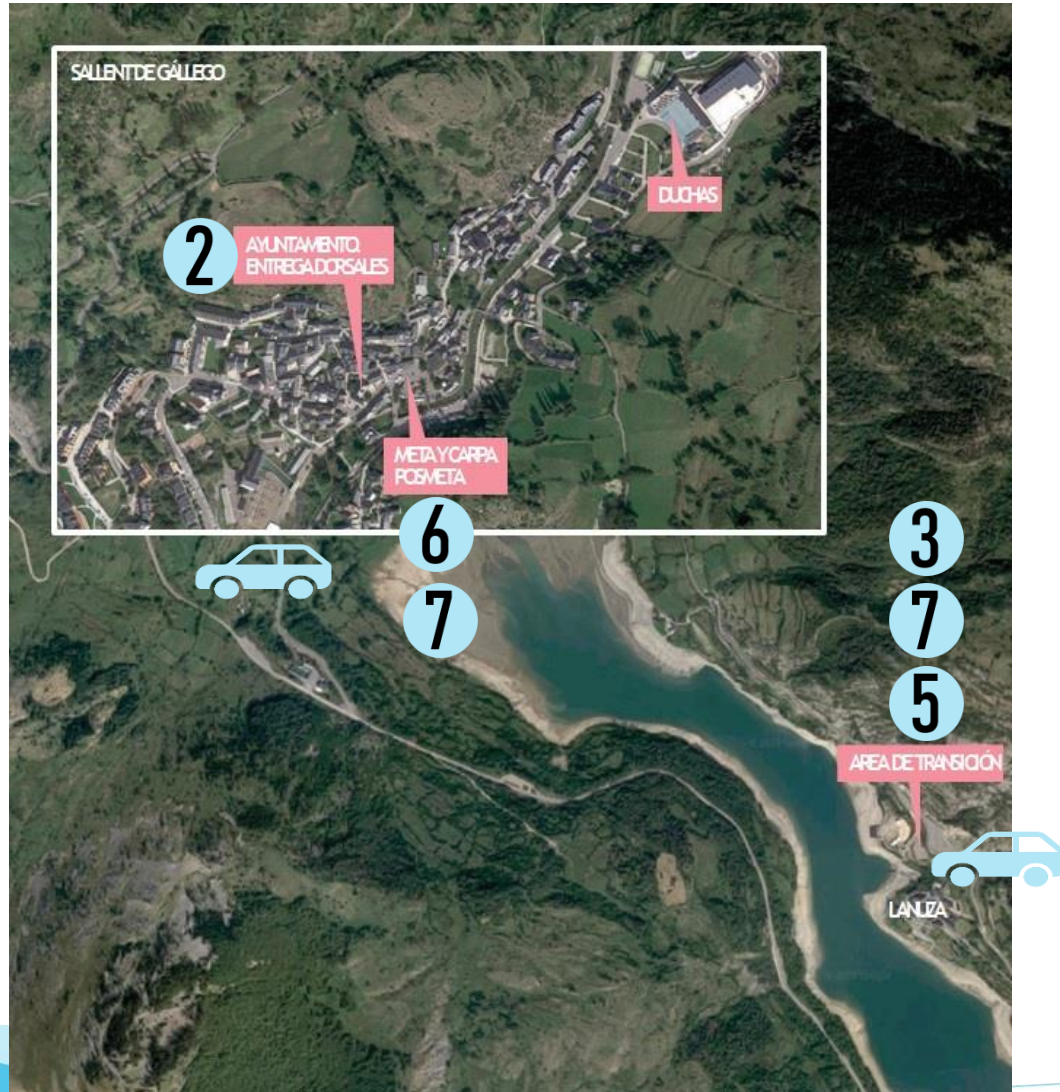 SALLENT DE GÁLLEGO
DUCHAS
2
AYUNTAMIENTO.
ENTREGA DORSALES
META Y CARPA
POSMETA
6
7
3
7
5
AREA DE TRANSICIÓN
LANUZA